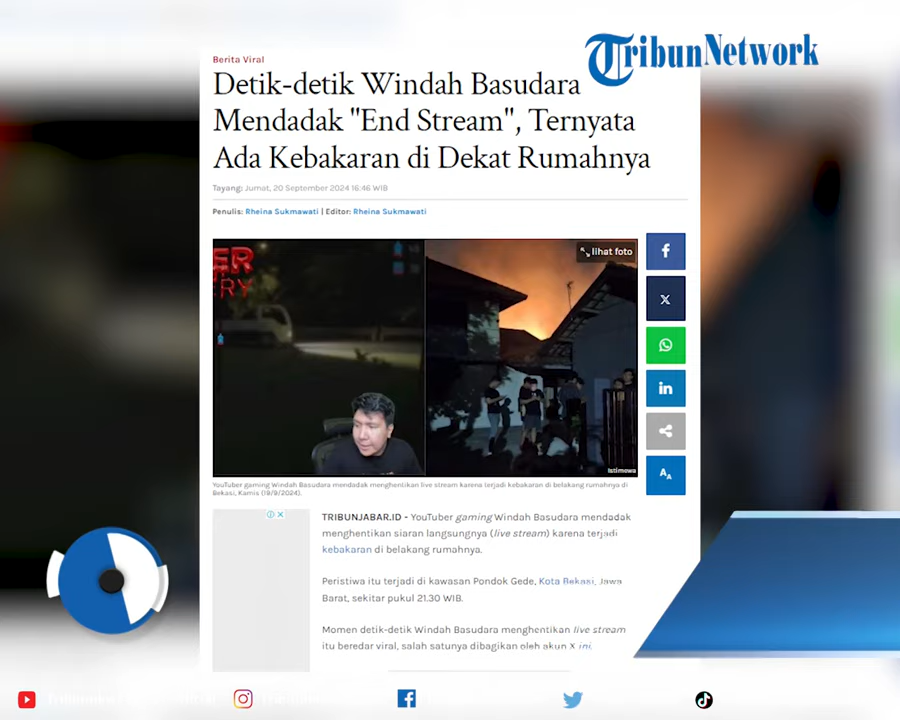 TribunNetwork
Berita Viral
Detik-detik Windah Basudara
Mendadak "End Stream", Ternyata
Ada Kebakaran di Dekat Rumahnya
Tayang: Jumat, 20 September 2024 16:46 WIB
Penulis: Rheina Sukmawati | Editor: Rheina Sukmawati
ER
RY
lihat foto
Istimewa
YouTuber gaming Windah Basudara mendadak menghentikan live stream karena terjadi kebakaran di belakang rumahnya di
Bekasi, Kamis (19/9/2024).
TRIBUNJABAR.ID - YouTuber gaming Windah Basudara mendadak
menghentikan siaran langsungnya (live stream) karena terjadi
kebakaran di belakang rumahnya.
Peristiwa itu terjadi di kawasan Pondok Gede, Kota Bekasi, Jawa
Barat, sekitar pukul 21.30 WIB.
Momen detik-detik Windah Basudara menghentikan live stream
itu beredar viral, salah satunya dibagikan oleh akun X ini.